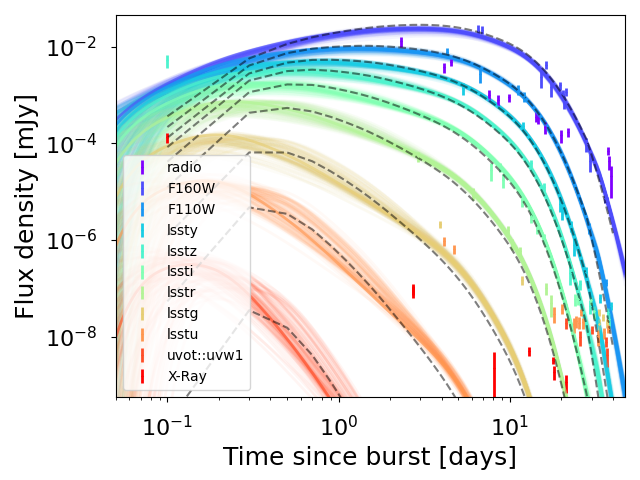 Flux density [mJy]
10⁻²
10⁻⁴
10⁻⁶
10⁻⁸
radio
F160W
F110W
lssty
lsstz
lssti
lsstr
lsstg
lsstu
uvot::uvw1
X-Ray
10⁻¹
10⁰
10¹
Time since burst [days]